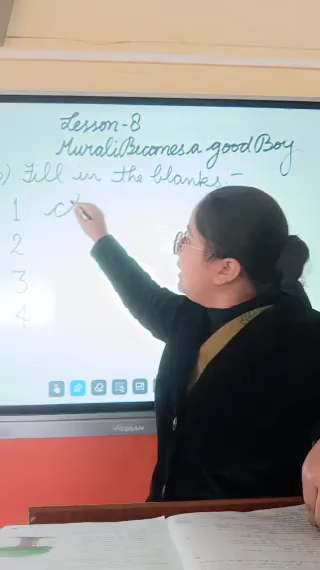 Lesson-8
Murali Becomes a good Boy.
) Fill in the blanks:-
1 c
2
3
4